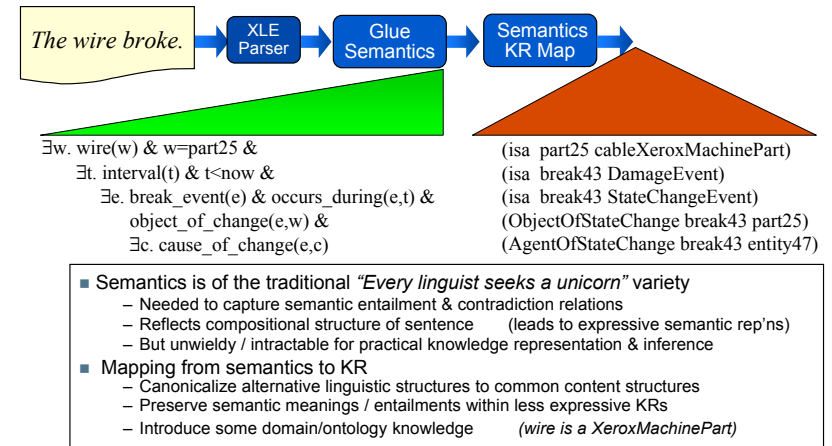 The wire broke.
XLE
Parser
Glue
Semantics
Semantics
KR Map
∃w. wire(w) & w=part25 &
∃t. interval(t) & t<now &
∃e. break_event(e) & occurs_during(e,t) &
object_of_change(e,w) &
∃c. cause_of_change(e,c)
(isa part25 cableXeroxMachinePart)
(isa break43 DamageEvent)
(isa break43 StateChangeEvent)
(ObjectOfStateChange break43 part25)
(AgentOfStateChange break43 entity47)
■ Semantics is of the traditional "Every linguist seeks a unicorn" variety
– Needed to capture semantic entailment & contradiction relations
– Reflects compositional structure of sentence (leads to expressive semantic rep'ns)
– But unwieldy / intractable for practical knowledge representation & inference
■ Mapping from semantics to KR
– Canonicalize alternative linguistic structures to common content structures
– Preserve semantic meanings / entailments within less expressive KRs
– Introduce some domain/ontology knowledge (wire is a XeroxMachinePart)